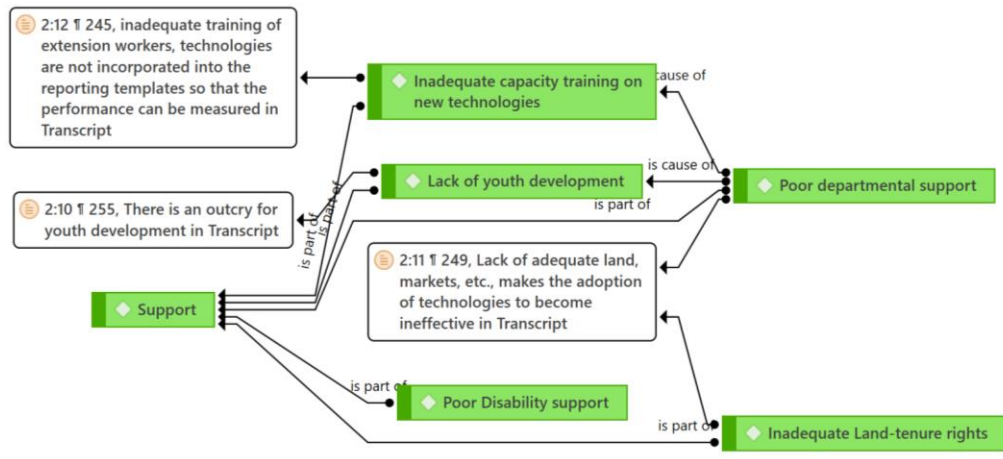 2:12 ¶ 245, inadequate training of
extension workers, technologies
are not incorporated into the
reporting templates so that the
performance can be measured in
Transcript
Inadequate capacity training on
new technologies
cause of
Lack of youth development
is cause of
Poor departmental support
is part of
2:10 ¶ 255, There is an outcry for
youth development in Transcript
is part of
is part of
2:11 ¶ 249, Lack of adequate land,
markets, etc., makes the adoption
of technologies to become
ineffective in Transcript
Support
is part of
Poor Disability support
is part of
Inadequate Land-tenure rights